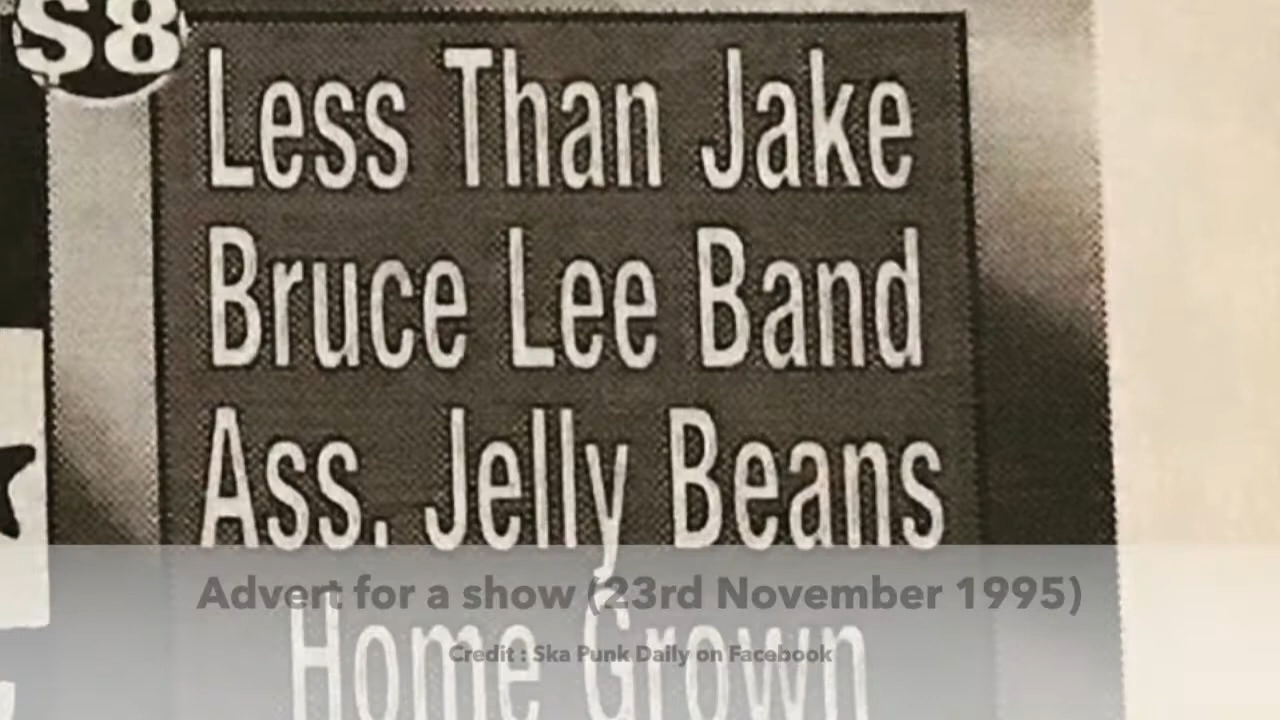 $8
Less Than Jake
Bruce Lee Band
Ass. Jelly Beans
Advert for a show (23rd November 1995)
Home Grown
Credit : Ska Punk Daily on Facebook